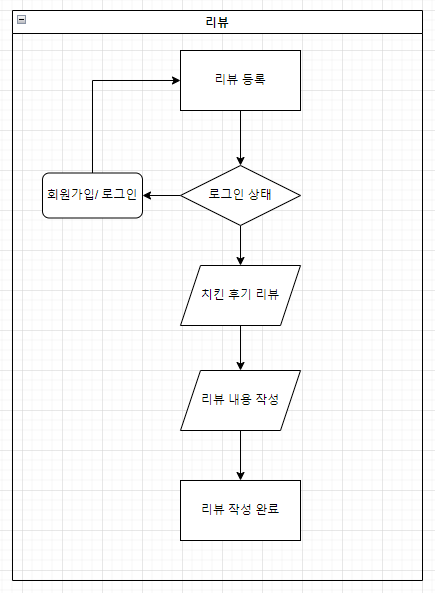 리뷰
리뷰 등록
회원가입/ 로그인
로그인 상태
치킨 후기 리뷰
리뷰 내용 작성
리뷰 작성 완료